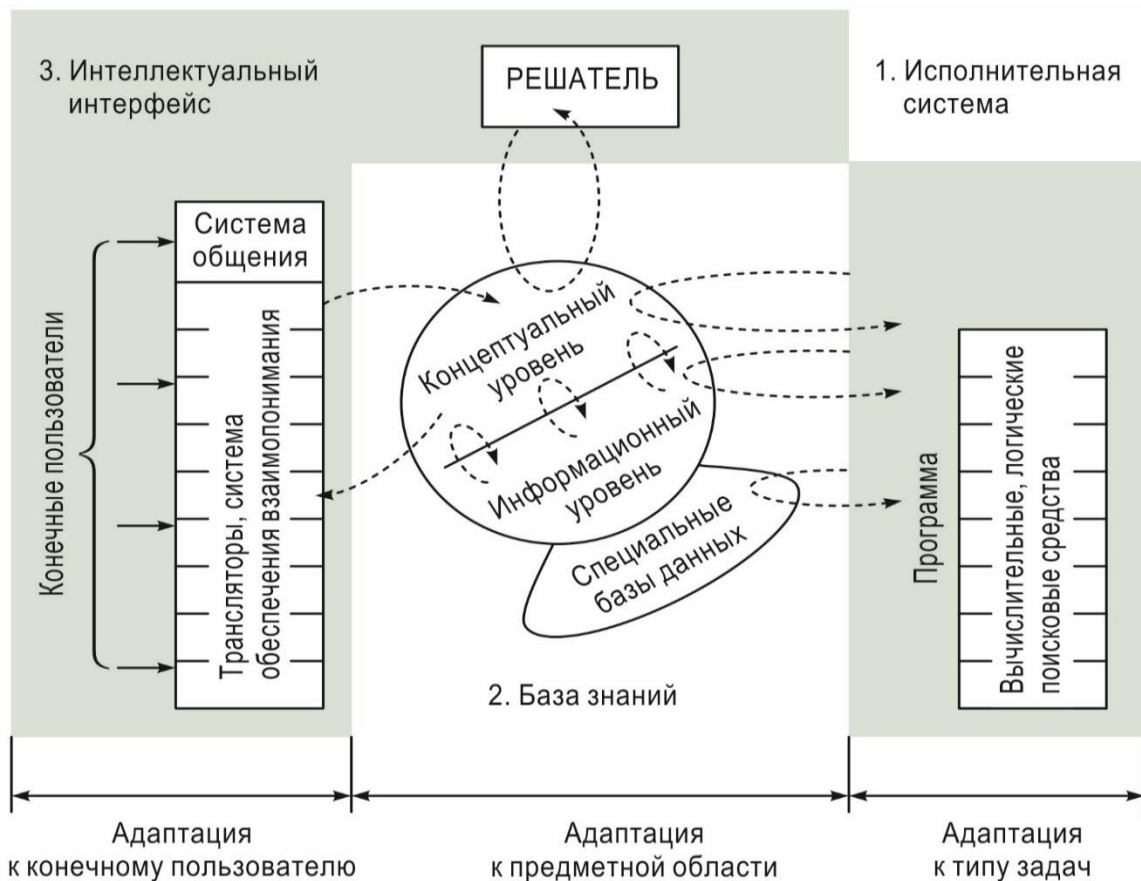 3. Интеллектуальный
интерфейс
РЕШАТЕЛЬ
1. Исполнительная
система
Конечные пользователи
Система
общения
Трансляторы, система
обеспечения взаимопонимания
Концептуальный
уровень
Информационный
уровень
Специальные
базы данных
Программа
Вычислительные, логические
поисковые средства
2. База знаний
Адаптация
к конечному пользователю
Адаптация
к предметной области
Адаптация
к типу задач